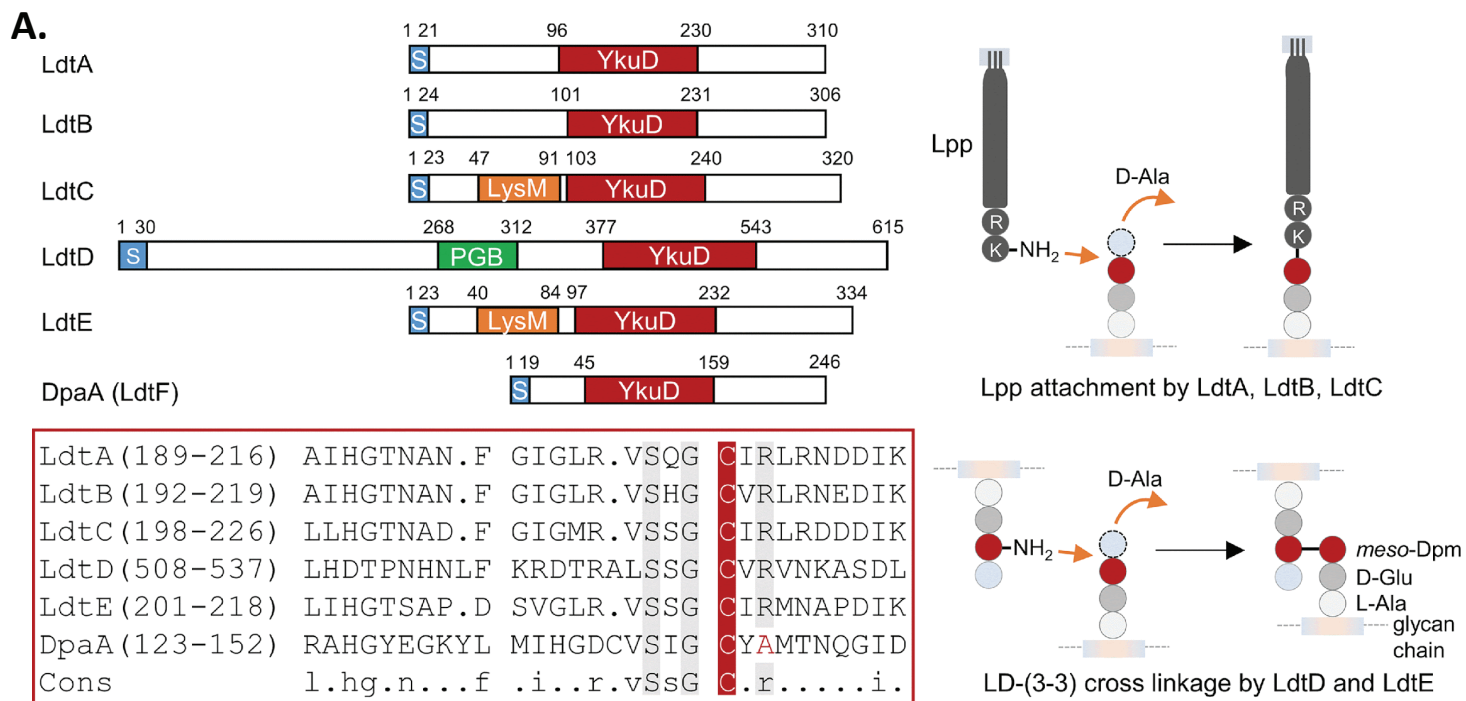 A.
1 21 96 230 310
LdtA S YkuD
1 24 101 231 306
LdtB S YkuD
1 23 47 91 103 240 320
LdtC S LysM YkuD
1 30 268 312 377 543 615
LdtD S PGB YkuD
1 23 40 84 97 232 334
LdtE S LysM YkuD
1 19 45 159 246
DpaA (LdtF) S YkuD
LdtA(189-216) AIHGTNAN.F GIGLR.VSQG CIRLRNDDIK
LdtB(192-219) AIHGTNAN.F GIGLR.VSHG CVRLRNEDIK
LdtC(198-226) LLHGTNAD.F GIGMR.VSSG CIRLRDDDIK
LdtD(508-537) LHDTPNHNLF KRDTRALSSG CVRVNKASDL
LdtE(201-218) LIHGTSAP.D SVGLR.VSSG CIRMNAPDIK
DpaA(123-152) RAHGYEGKYL MIHGDCVSIG CYAMTNQGID
Cons l.hg.n...f .i..r.vSsG C.r.....i.
Lpp
D-Ala
R
K-NH2
R
K
Lpp attachment by LdtA, LdtB, LdtC
D-Ala
NH2
meso-Dpm
D-Glu
L-Ala
glycan
chain
LD-(3-3) cross linkage by LdtD and LdtE